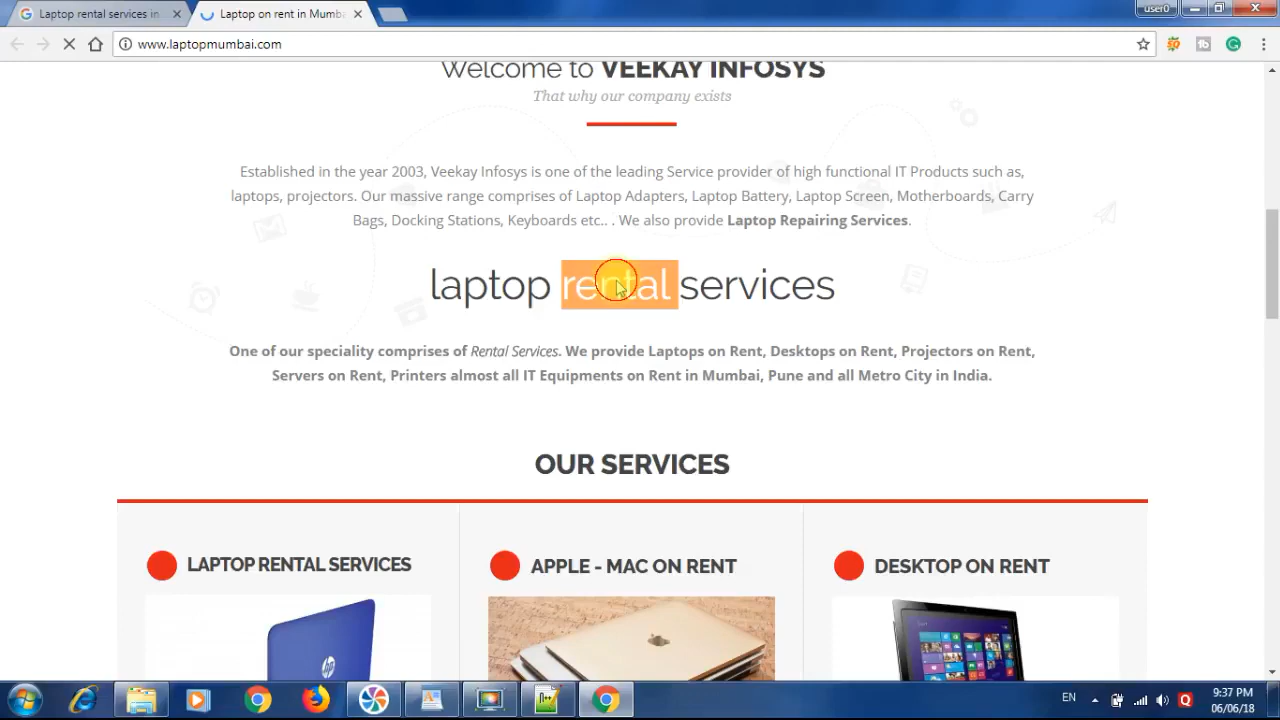 Laptop rental services in
Laptop on rent in Mumba
user0
www.laptopmumbai.com
Welcome to VEEKAY INFOSYS
That why our company exists
Established in the year 2003, Veekay Infosys is one of the leading Service provider of high functional IT Products such as,
laptops, projectors. Our massive range comprises of Laptop Adapters, Laptop Battery, Laptop Screen, Motherboards, Carry
Bags, Docking Stations, Keyboards etc.. . We also provide Laptop Repairing Services.
laptop rental services
One of our speciality comprises of Rental Services. We provide Laptops on Rent, Desktops on Rent, Projectors on Rent,
Servers on Rent, Printers almost all IT Equipments on Rent in Mumbai, Pune and all Metro City in India.
OUR SERVICES
LAPTOP RENTAL SERVICES
APPLE - MAC ON RENT
DESKTOP ON RENT
EN
9:37 PM
06/06/18